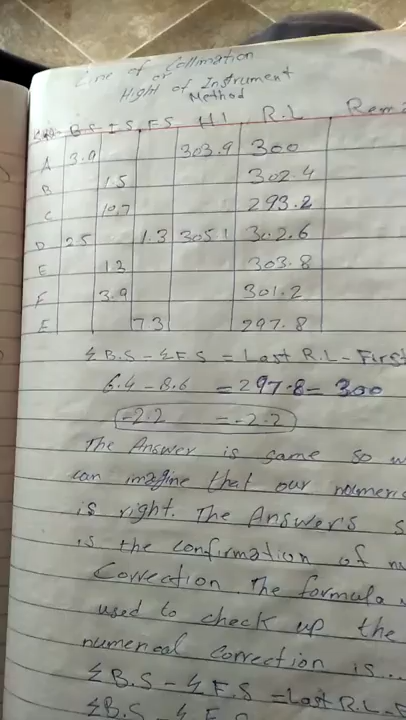 Line of Collimation
or
Hight of Instrument
Method
B.S I.S F.S H.I R.L
A 3.9 303.9 300
B 1.5 302.4
C 10.7 293.2
D 2.5 1.3 305.1 302.6
E 1.3 303.8
F 3.9 301.2
E 7.3 297.8
ΣB.S - ΣF.S = Last R.L - First
6.4 - 8.6 = 297.8 = 300
-2.2 = -2.2
The Answer is same so
can imagine that our
is right. The Answer
is the confirmation of
Correction. The formula
used to check up the
numerical correction is...
ΣB.S - ΣF.S = Last R.L -
ΣB.S - Σ